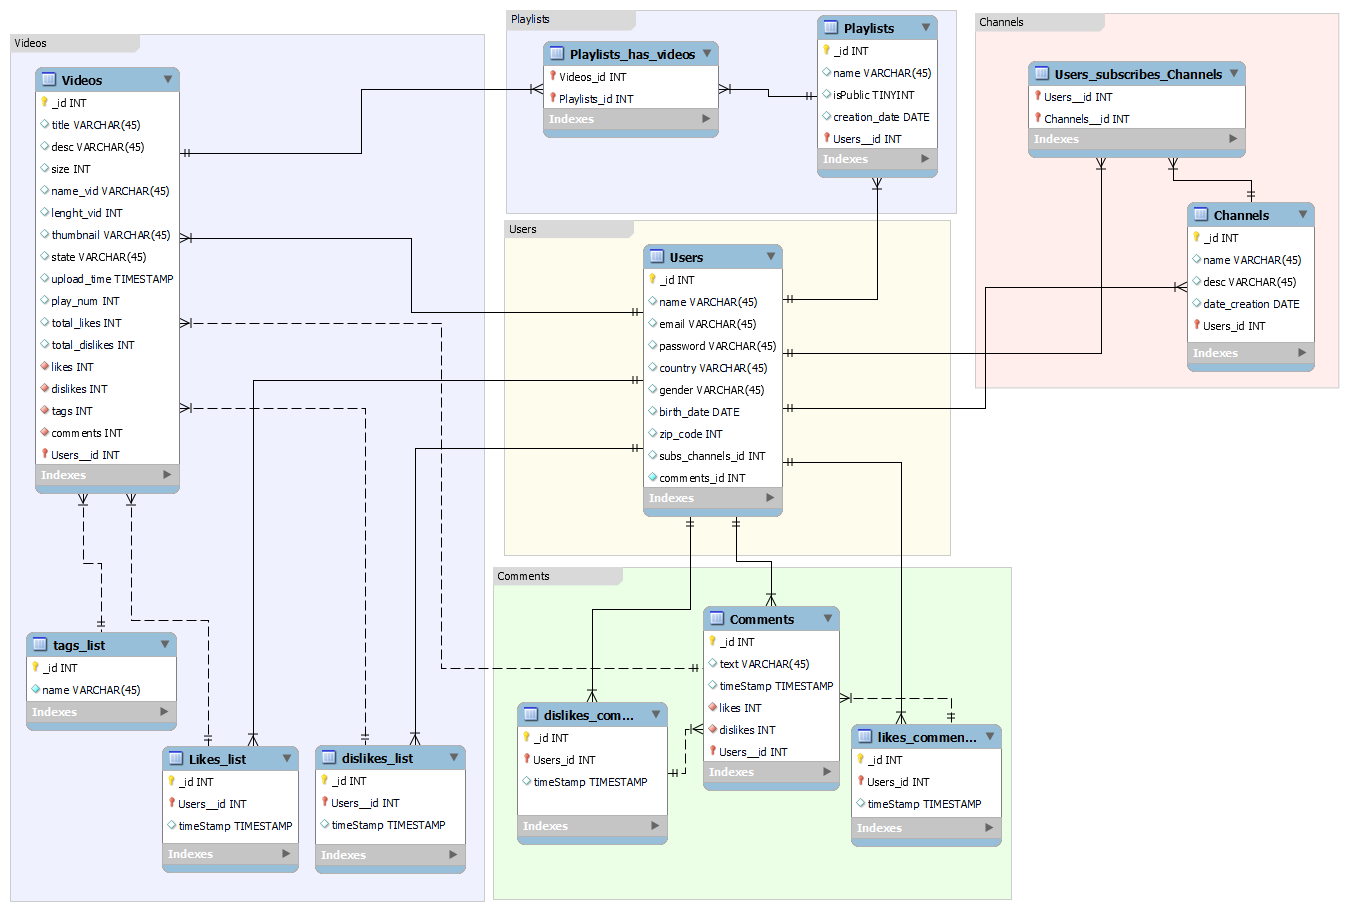 Videos
Videos
_id INT
title VARCHAR(45)
desc VARCHAR(45)
size INT
name_vid VARCHAR(45)
lenght_vid INT
thumbnail VARCHAR(45)
state VARCHAR(45)
upload_time TIMESTAMP
play_num INT
total_likes INT
total_dislikes INT
likes INT
dislikes INT
tags INT
comments INT
Users__id INT
Indexes
tags_list
_id INT
name VARCHAR(45)
Indexes
Likes_list
_id INT
Users__id INT
timeStamp TIMESTAMP
Indexes
dislikes_list
_id INT
Users__id INT
timeStamp TIMESTAMP
Indexes
Playlists
Playlists_has_videos
Videos_id INT
Playlists_id INT
Indexes
Playlists
_id INT
name VARCHAR(45)
isPublic TINYINT
creation_date DATE
Users__id INT
Indexes
Users
Users
_id INT
name VARCHAR(45)
email VARCHAR(45)
password VARCHAR(45)
country VARCHAR(45)
gender VARCHAR(45)
birth_date DATE
zip_code INT
subs_channels_id INT
comments_id INT
Indexes
Comments
Comments
_id INT
text VARCHAR(45)
timeStamp TIMESTAMP
likes INT
dislikes INT
Users__id INT
Indexes
dislikes_com...
_id INT
Users_id INT
timeStamp TIMESTAMP
Indexes
likes_commen...
_id INT
Users_id INT
timeStamp TIMESTAMP
Indexes
Channels
Users_subscribes_Channels
Users__id INT
Channels__id INT
Indexes
Channels
_id INT
name VARCHAR(45)
desc VARCHAR(45)
date_creation DATE
Users_id INT
Indexes